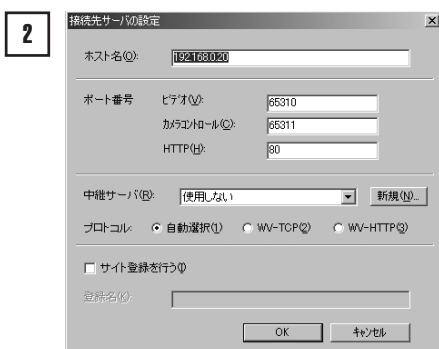 2
接続先サーバの設定
ホスト名(O): 192.168.0.20
ポート番号 ビデオ(V): 65310
カメラコントロール(C): 65311
HTTP(H): 80
中継サーバ(R): 使用しない 新規(N)...
プロトコル: 自動選択(1) WV-TCP(2) WV-HTTP(3)
サイト登録を行う(I)
登録名(K):
OK キャンセル